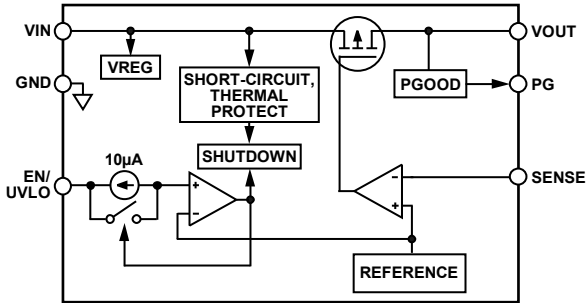 VIN
VOUT
VREG
GND
SHORT-CIRCUIT,
THERMAL
PROTECT
PGOOD
PG
10µA
SHUTDOWN
EN/
UVLO
+
−
−
+
SENSE
REFERENCE